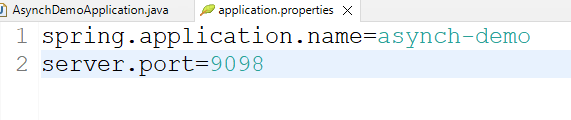 AsynchDemoApplication.java application.properties
1 spring.application.name=asynch-demo
2 server.port=9098